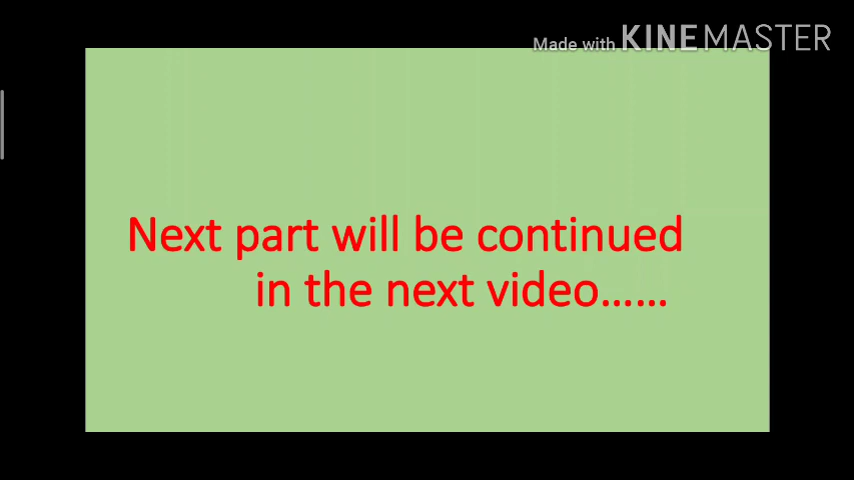 Made with KINEMASTER
Next part will be continued
in the next video......